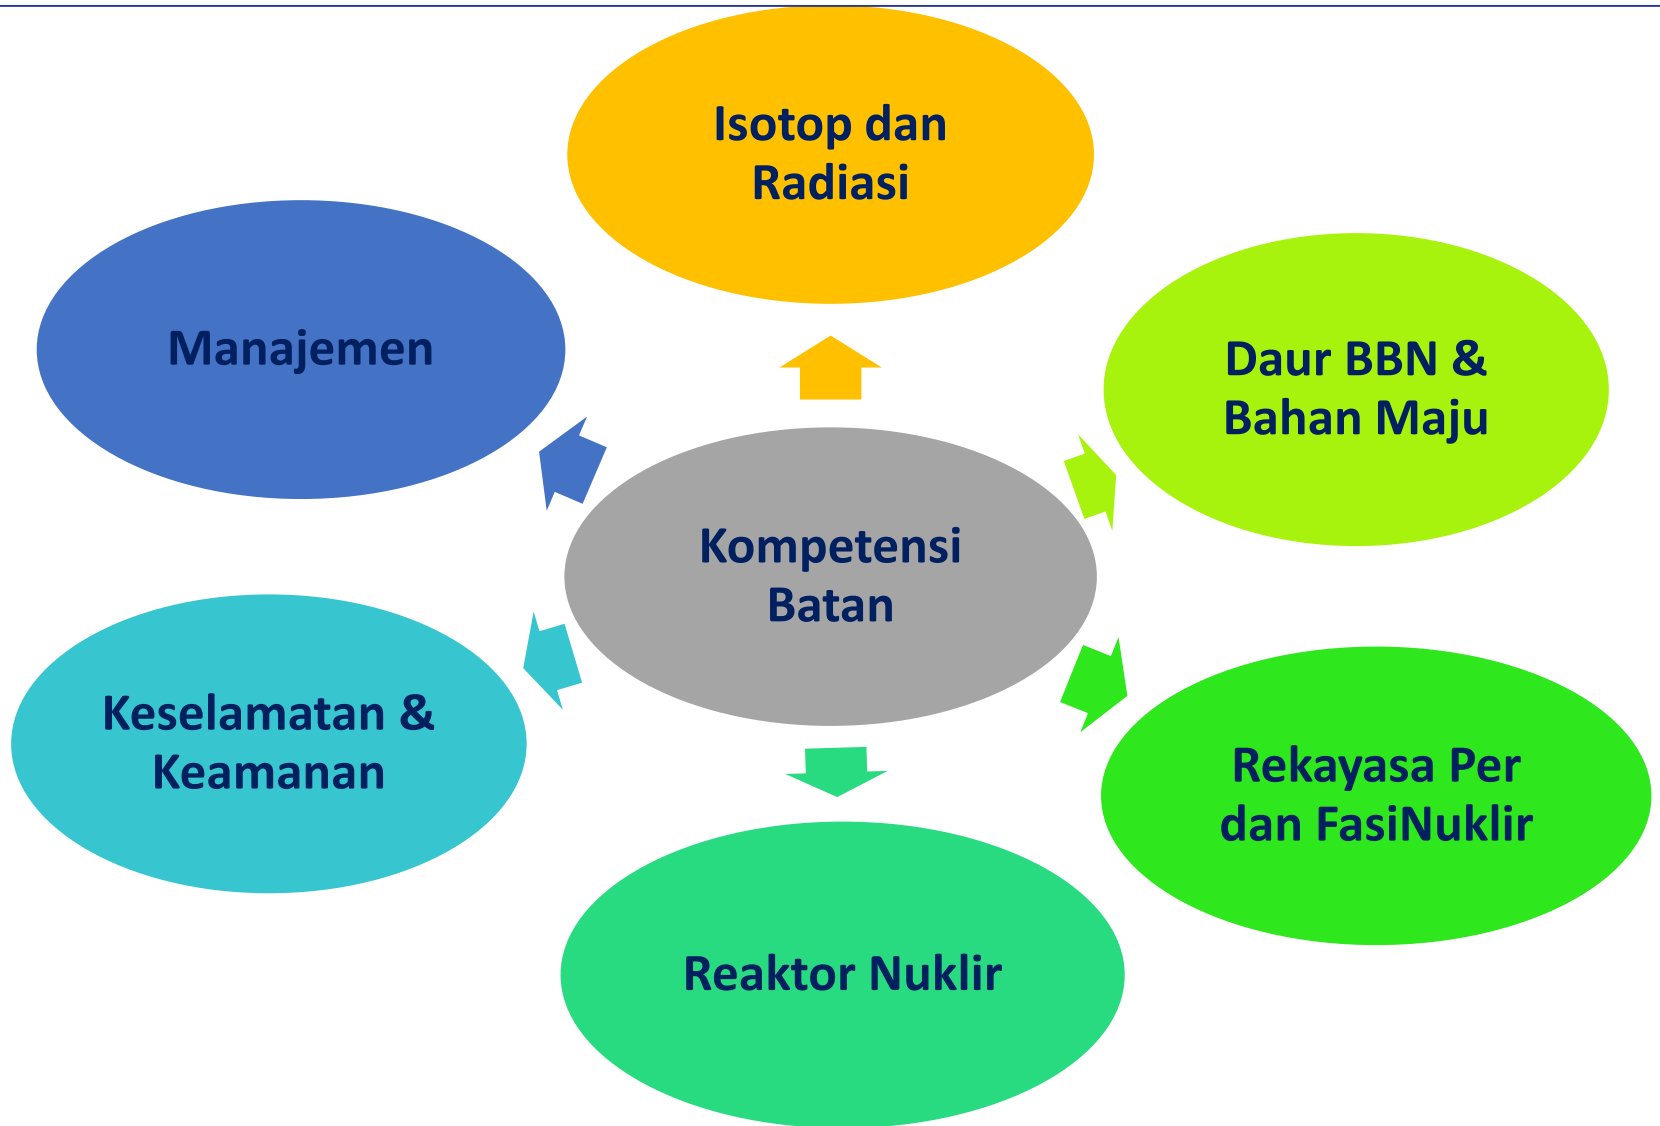 Isotop dan
Radiasi
Manajemen
Daur BBN &
Bahan Maju
Kompetensi
Batan
Keselamatan &
Keamanan
Rekayasa Per
dan FasiNuklir
Reaktor Nuklir